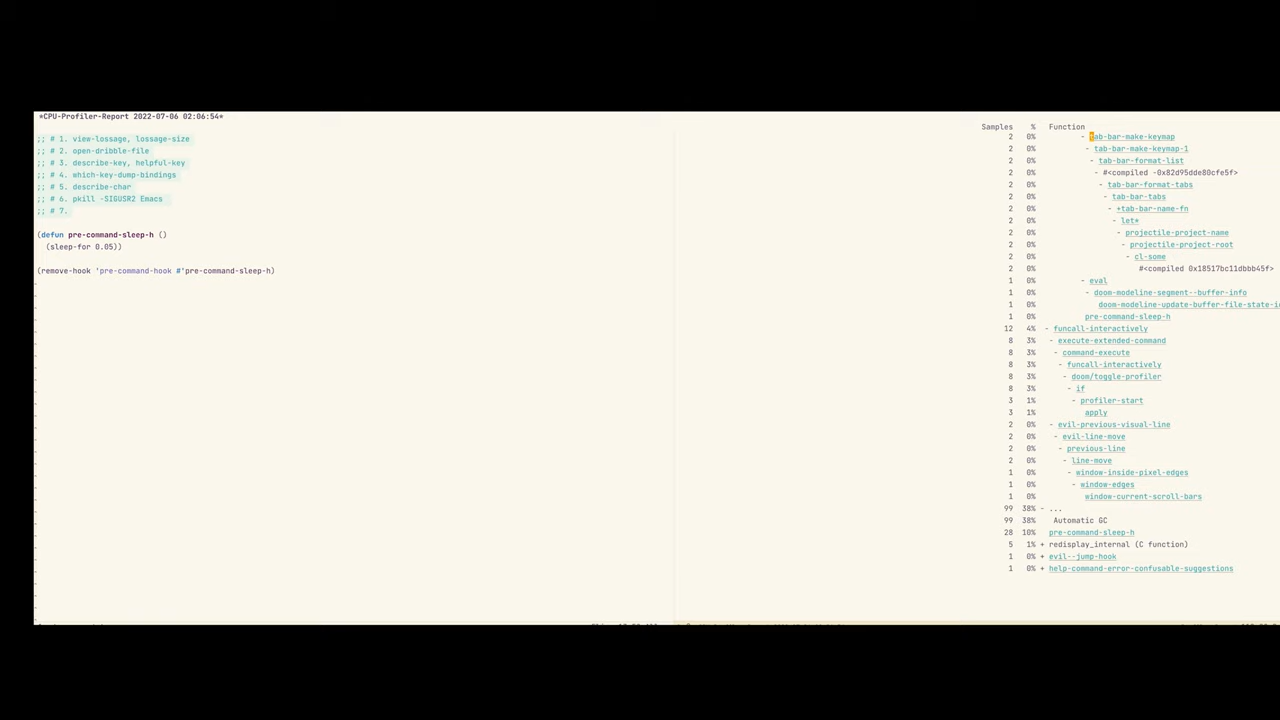 *CPU-Profiler-Report 2022-07-06 02:06:54*
;; # 1. view-lossage, lossage-size
;; # 2. open-dribble-file
;; # 3. describe-key, helpful-key
;; # 4. which-key-dump-bindings
;; # 5. describe-char
;; # 6. pkill -SIGUSR2 Emacs
;; # 7.
(defun pre-command-sleep-h ()
(sleep-for 0.05))
(remove-hook 'pre-command-hook #'pre-command-sleep-h)
Samples % Function
2 0% - tab-bar-make-keymap
2 0% - tab-bar-make-keymap-1
2 0% - tab-bar-format-list
2 0% - #<compiled -0x82d95dde80cfe5f>
2 0% - tab-bar-format-tabs
2 0% - tab-bar-tabs
2 0% - +tab-bar-name-fn
2 0% - let*
2 0% - projectile-project-name
2 0% - projectile-project-root
2 0% - cl-some
2 0% #<compiled 0x18517bc11dbbb45f>
1 0% - eval
1 0% - doom-modeline-segment--buffer-info
1 0% doom-modeline-update-buffer-file-state-i
1 0% pre-command-sleep-h
12 4% - funcall-interactively
8 3% - execute-extended-command
8 3% - command-execute
8 3% - funcall-interactively
8 3% - doom/toggle-profiler
8 3% - if
3 1% - profiler-start
3 1% apply
2 0% - evil-previous-visual-line
2 0% - evil-line-move
2 0% - previous-line
2 0% - line-move
1 0% - window-inside-pixel-edges
1 0% - window-edges
1 0% window-current-scroll-bars
99 38% - ...
99 38% Automatic GC
28 10% pre-command-sleep-h
5 1% + redisplay_internal (C function)
1 0% + evil--jump-hook
1 0% + help-command-error-confusable-suggestions